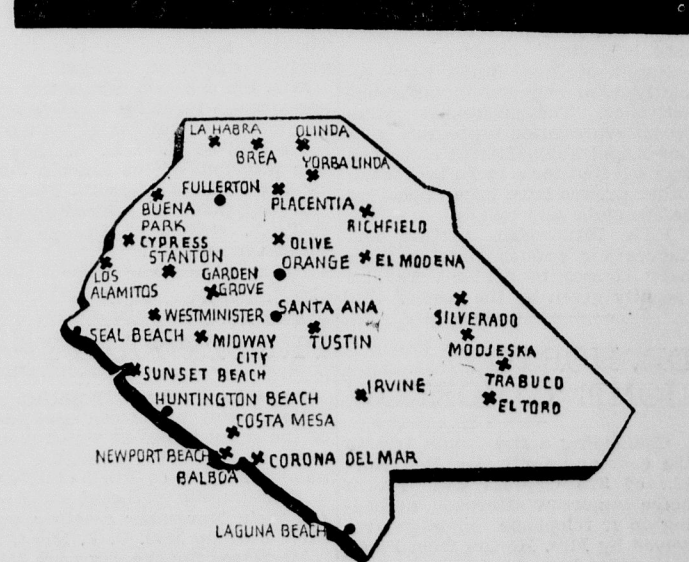 LA HABRA
OLINDA
BREA
YORBA LINDA
FULLERTON
PLACENTIA
BUENA
PARK
RICHFIELD
CYPRESS
OLIVE
STANTON
ORANGE
EL MODENA
LOS
ALAMITOS
GARDEN
GROVE
WESTMINISTER
SANTA ANA
SILVERADO
SEAL BEACH
MIDWAY
CITY
TUSTIN
MODJESKA
SUNSET BEACH
TRABUCO
IRVINE
HUNTINGTON BEACH
EL TORO
COSTA MESA
NEWPORT BEACH
CORONA DEL MAR
BALBOA
LAGUNA BEACH